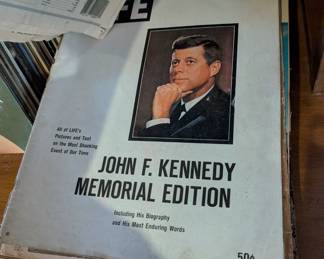 LIFE
All of LIFE's
Pictures and Text
on the Most Shocking
Event of Our Time
JOHN F. KENNEDY
MEMORIAL EDITION
Including His Biography
and His Most Enduring Words
50¢